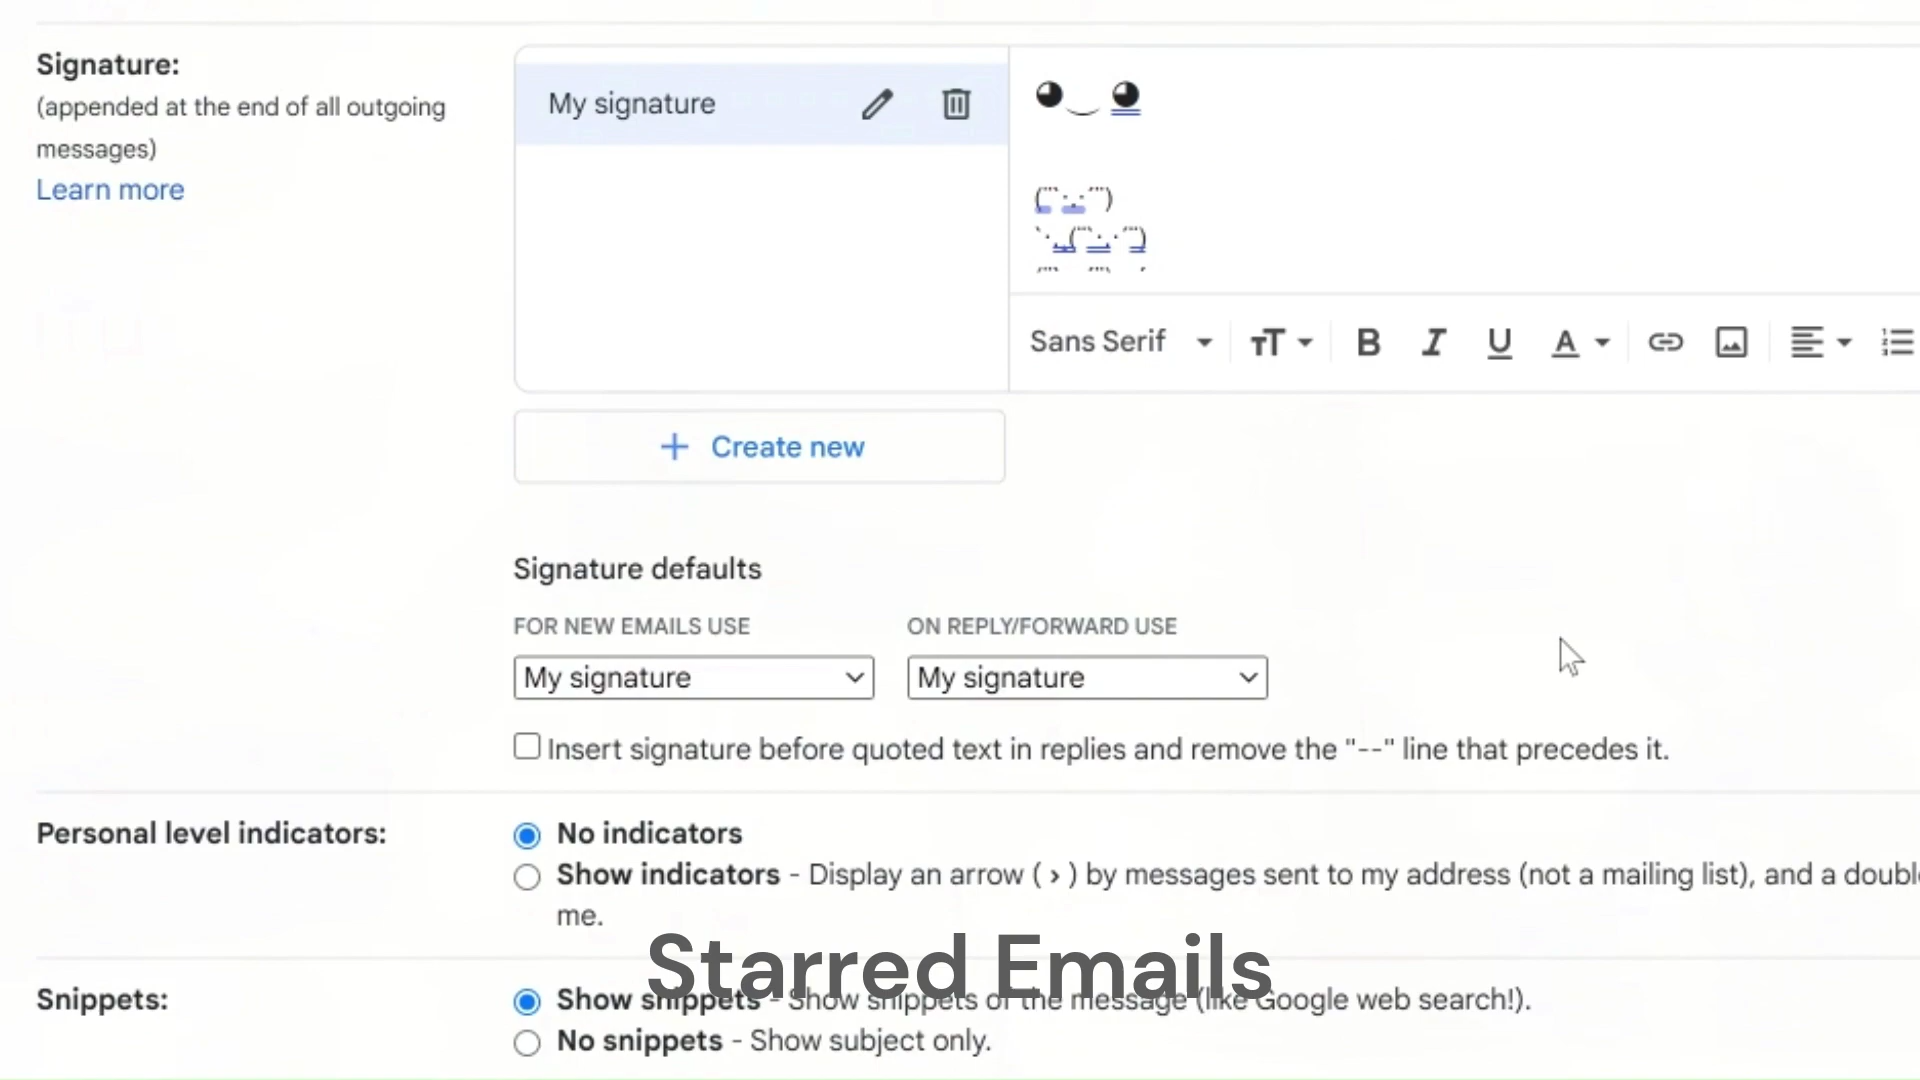 Signature:
(appended at the end of all outgoing
messages)
Learn more
My signature
◕‿◕
Sans Serif
B I U A
+ Create new
Signature defaults
FOR NEW EMAILS USE
ON REPLY/FORWARD USE
My signature
My signature
Insert signature before quoted text in replies and remove the "--" line that precedes it.
Personal level indicators:
No indicators
Show indicators - Display an arrow ( › ) by messages sent to my address (not a mailing list), and a doubl
me.
Starred Emails
Snippets:
Show snippets - Show snippets of the message (like Google web search!).
No snippets - Show subject only.